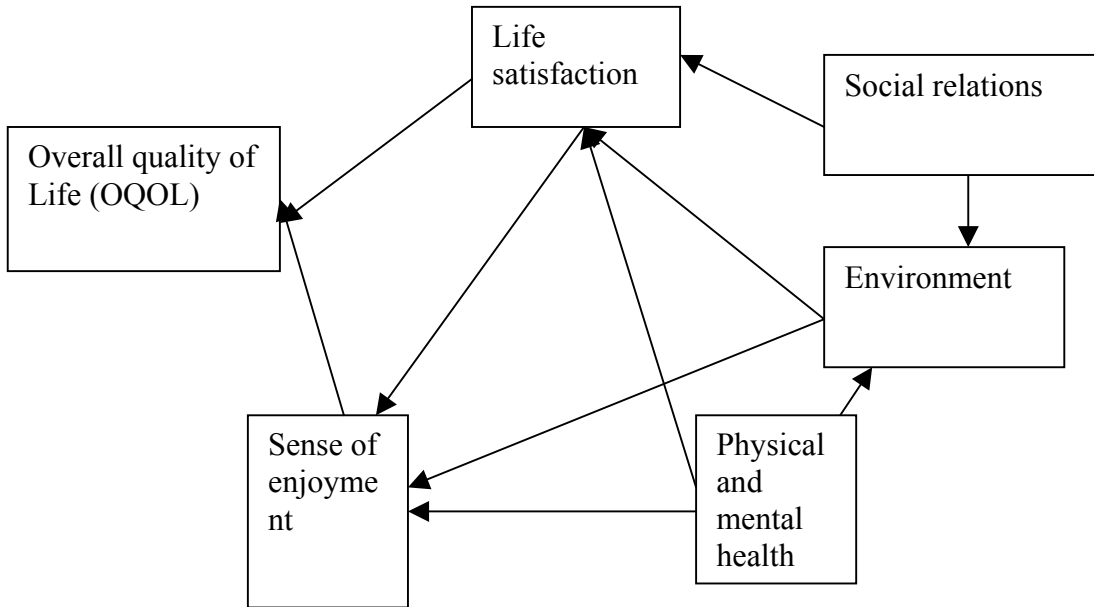 Life
satisfaction
Social relations
Overall quality of
Life (OQOL)
Environment
Sense of
enjoyme
nt
Physical
and
mental
health